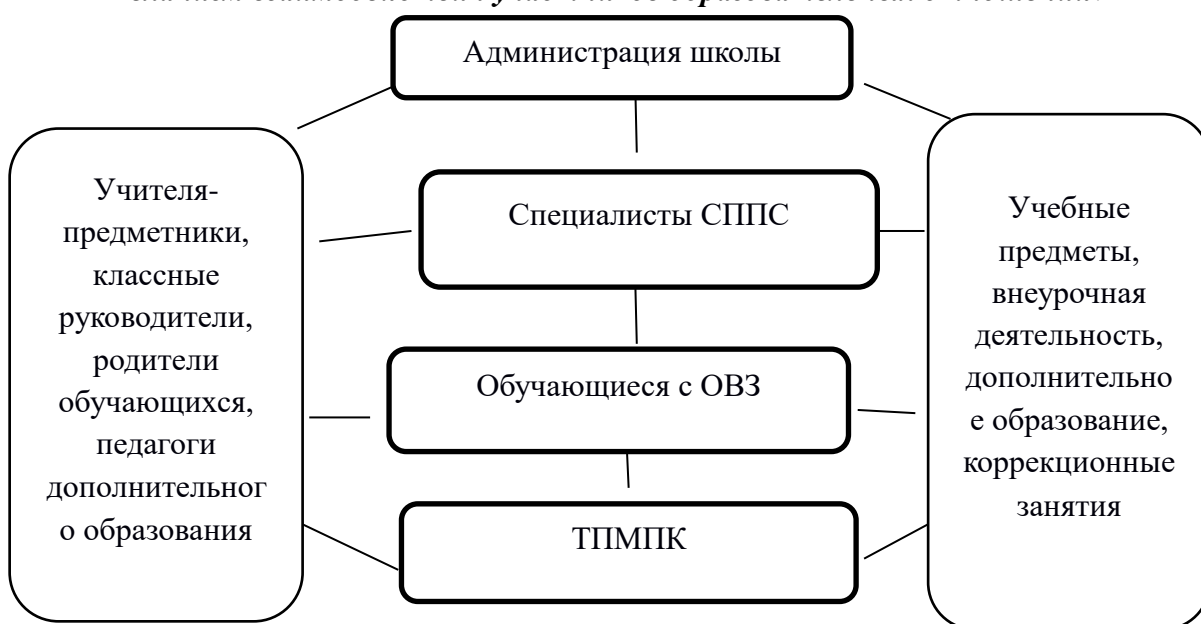 Администрация школы
Учителя-
предметники,
классные
руководители,
родители
обучающихся,
педагоги
дополнительног
о образования
Специалисты СППС
Обучающиеся с ОВЗ
ТПМПК
Учебные
предметы,
внеурочная
деятельность,
дополнительно
е образование,
коррекционные
занятия